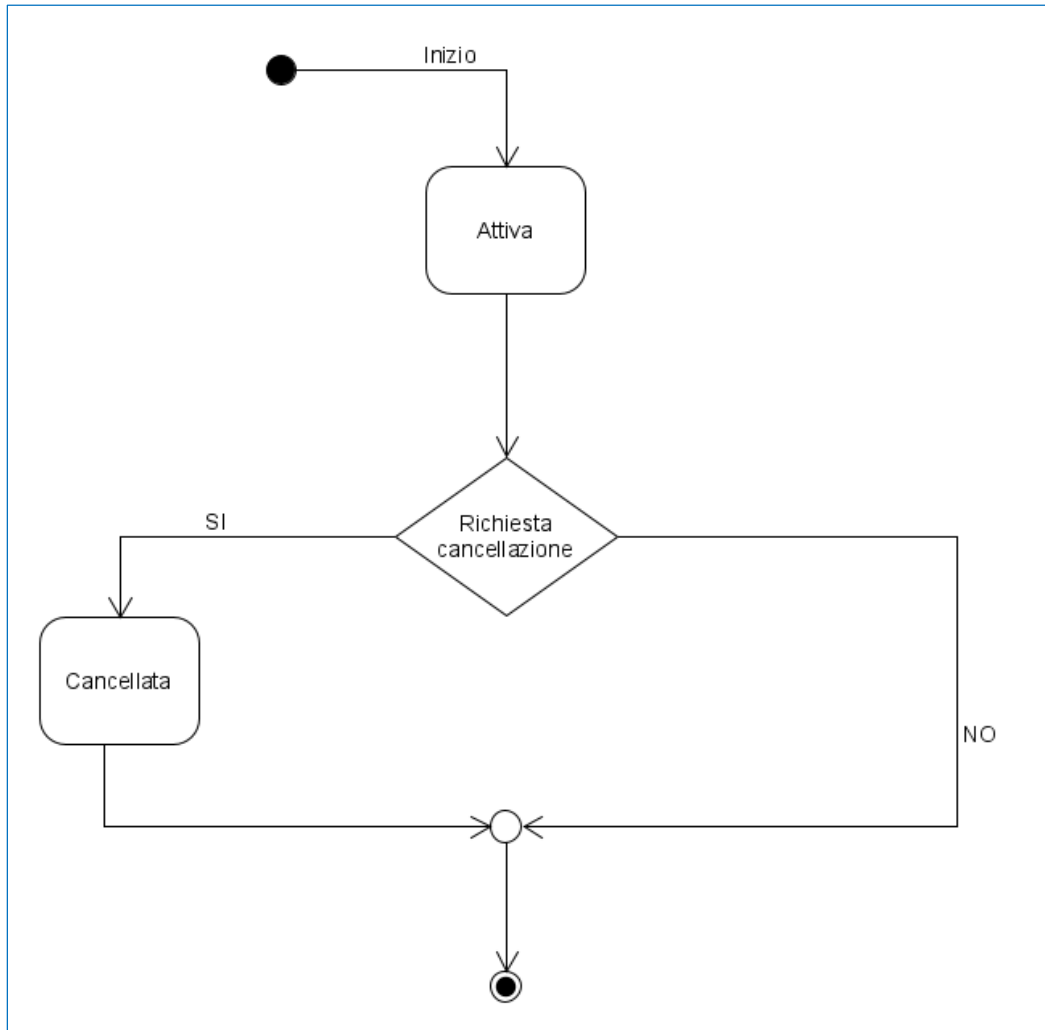 Inizio
Attiva
Richiesta
cancellazione
SI
Cancellata
NO